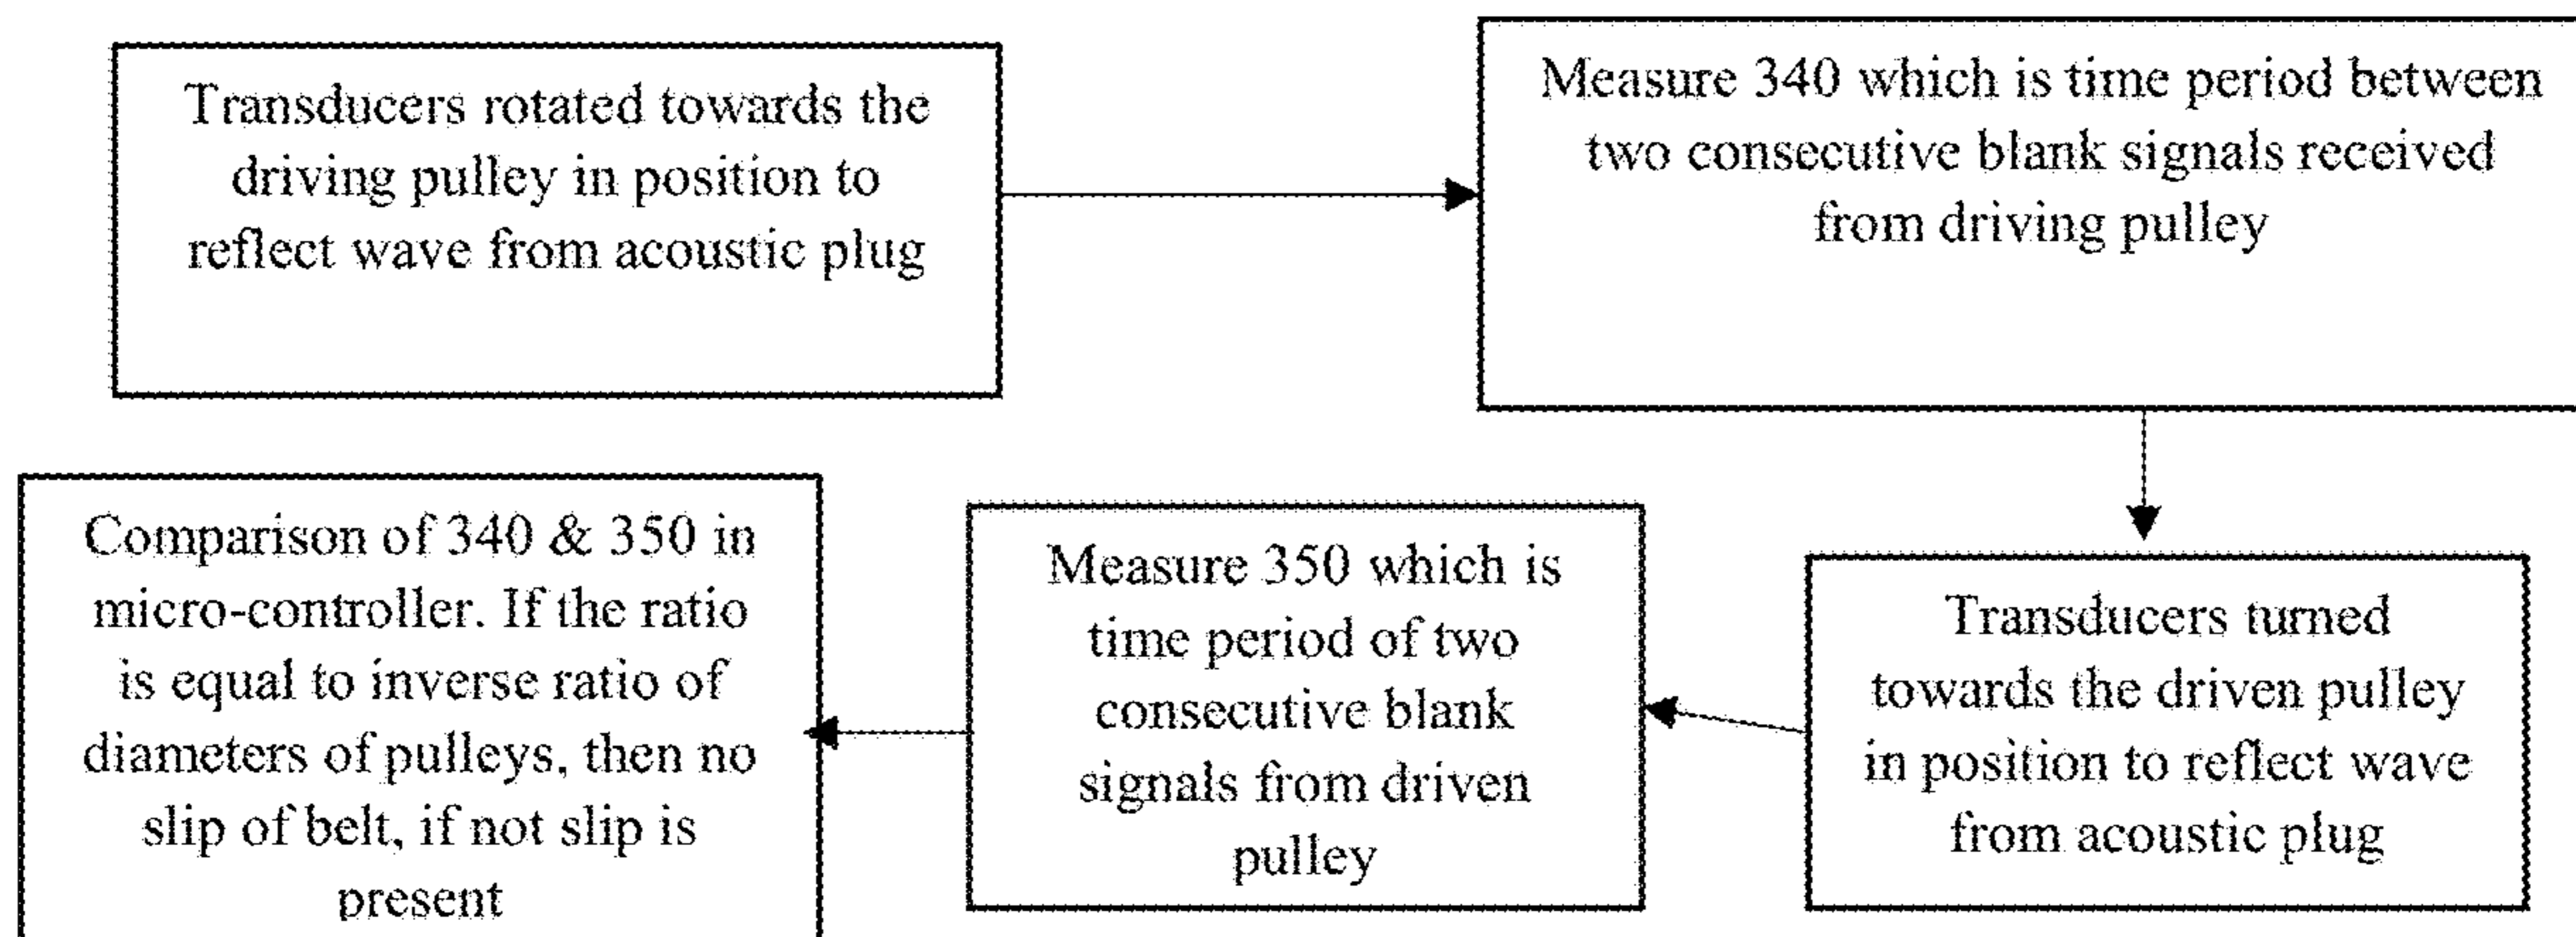 Transducers rotated towards the
driving pulley in position to
reflect wave from acoustic plug
Measure 340 which is time period between
two consecutive blank signals received
from driving pulley
Transducers turned
towards the driven pulley
in position to reflect wave
from acoustic plug
Measure 350 which is
time period of two
consecutive blank
signals from driven
pulley
Comparison of 340 & 350 in
micro-controller. If the ratio
is equal to inverse ratio of
diameters of pulleys, then no
slip of belt, if not slip is
present